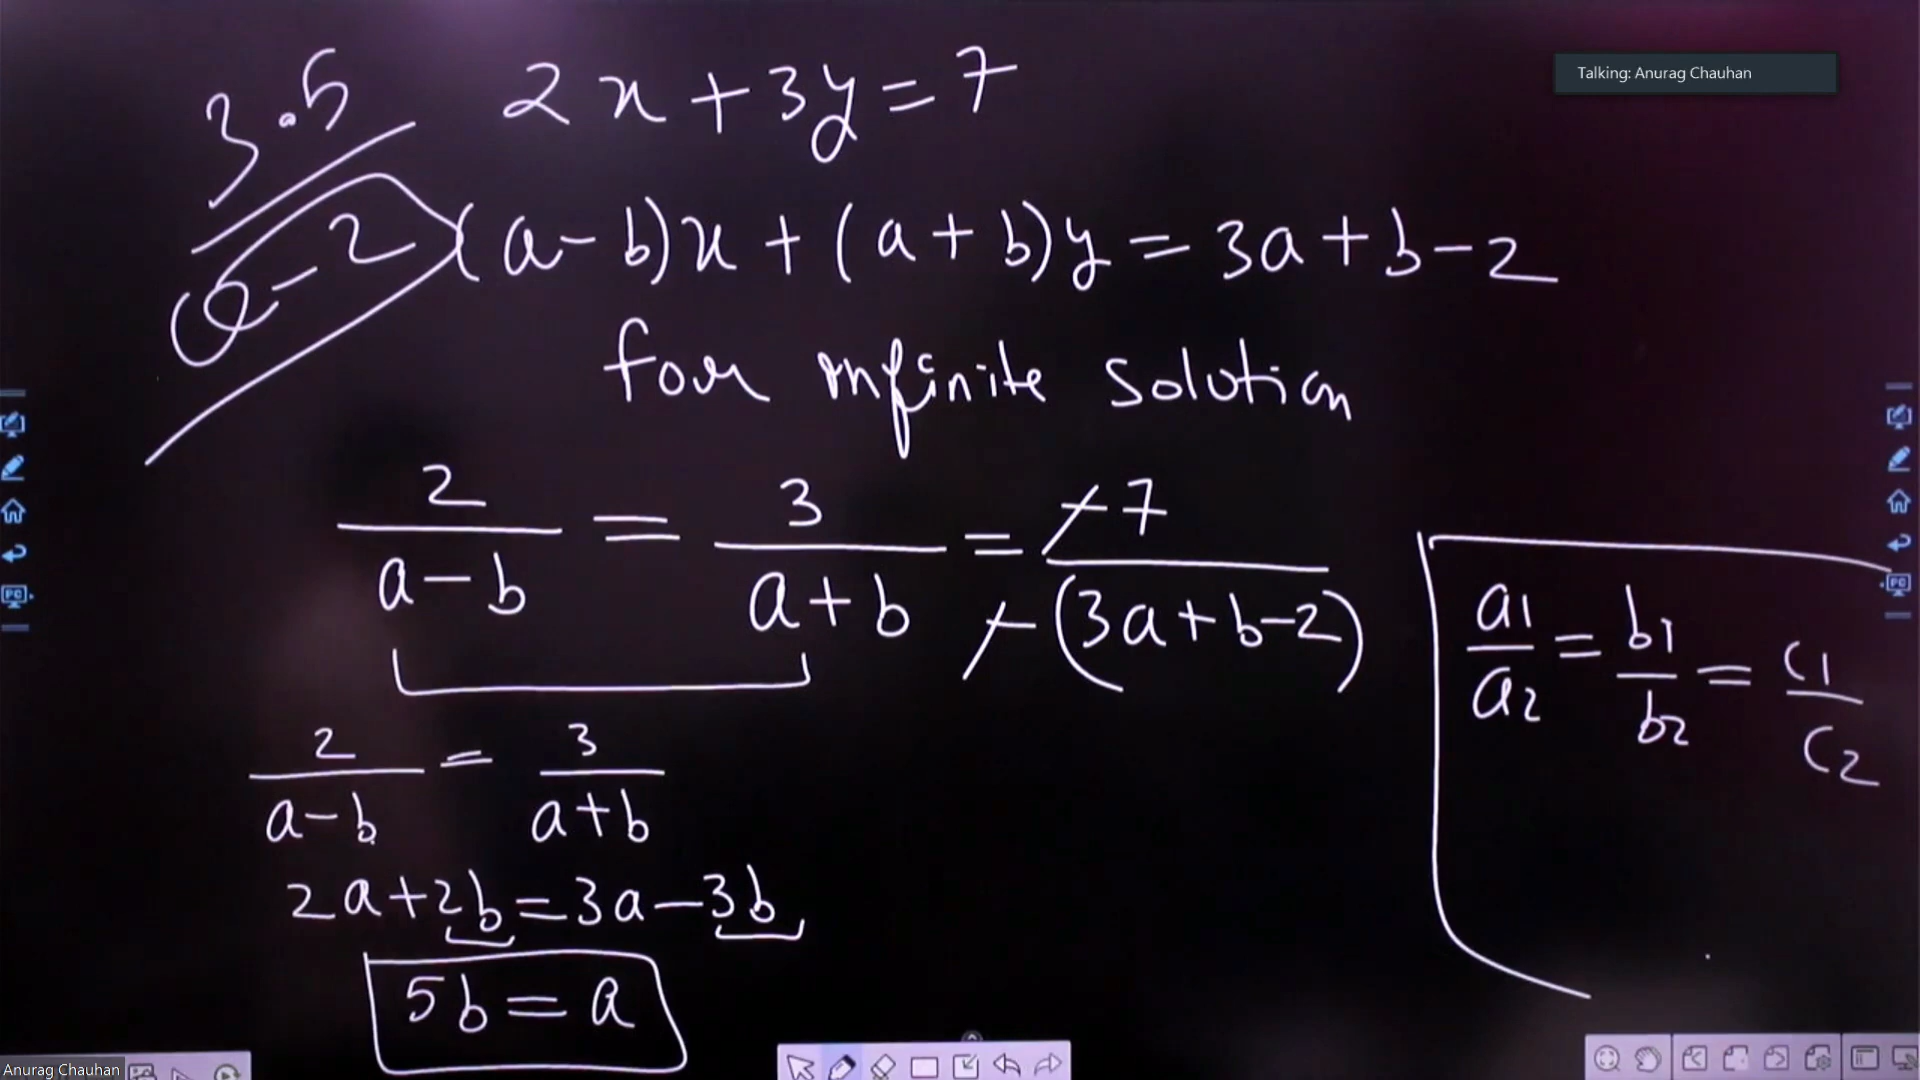 3.5
2x+3y=7
Talking: Anurag Chauhan
Q-2
(a-b)x+(a+b)y=3a+b-2
for infinite solution
2/(a-b) = 3/(a+b) = -7/-(3a+b-2)
a1/a2 = b1/b2 = c1/c2
2/(a-b) = 3/(a+b)
2a+2b=3a-3b
5b=a
Anurag Chauhan